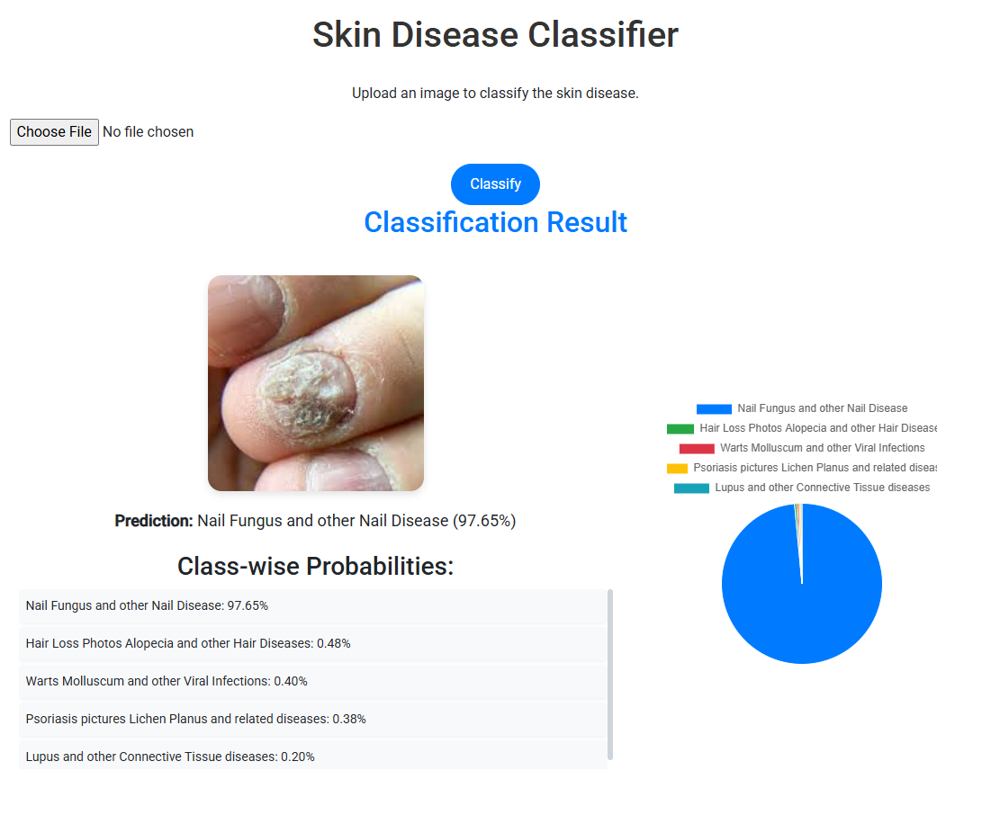 Skin Disease Classifier
Upload an image to classify the skin disease.
Choose File No file chosen
Classify
Classification Result
Prediction: Nail Fungus and other Nail Disease (97.65%)
Class-wise Probabilities:
Nail Fungus and other Nail Disease: 97.65%
Hair Loss Photos Alopecia and other Hair Diseases: 0.48%
Warts Molluscum and other Viral Infections: 0.40%
Psoriasis pictures Lichen Planus and related diseases: 0.38%
Lupus and other Connective Tissue diseases: 0.20%
Nail Fungus and other Nail Disease
Hair Loss Photos Alopecia and other Hair Disease
Warts Molluscum and other Viral Infections
Psoriasis pictures Lichen Planus and related diseas
Lupus and other Connective Tissue diseases